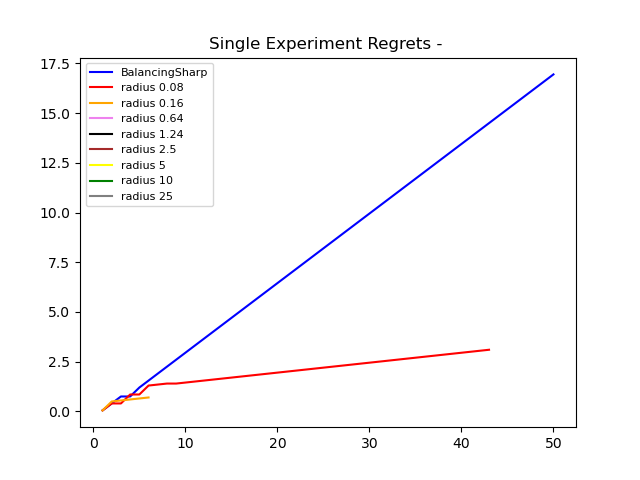 Single Experiment Regrets -
17.5
15.0
12.5
10.0
7.5
5.0
2.5
0.0
BalancingSharp
radius 0.08
radius 0.16
radius 0.64
radius 1.24
radius 2.5
radius 5
radius 10
radius 25
0 10 20 30 40 50